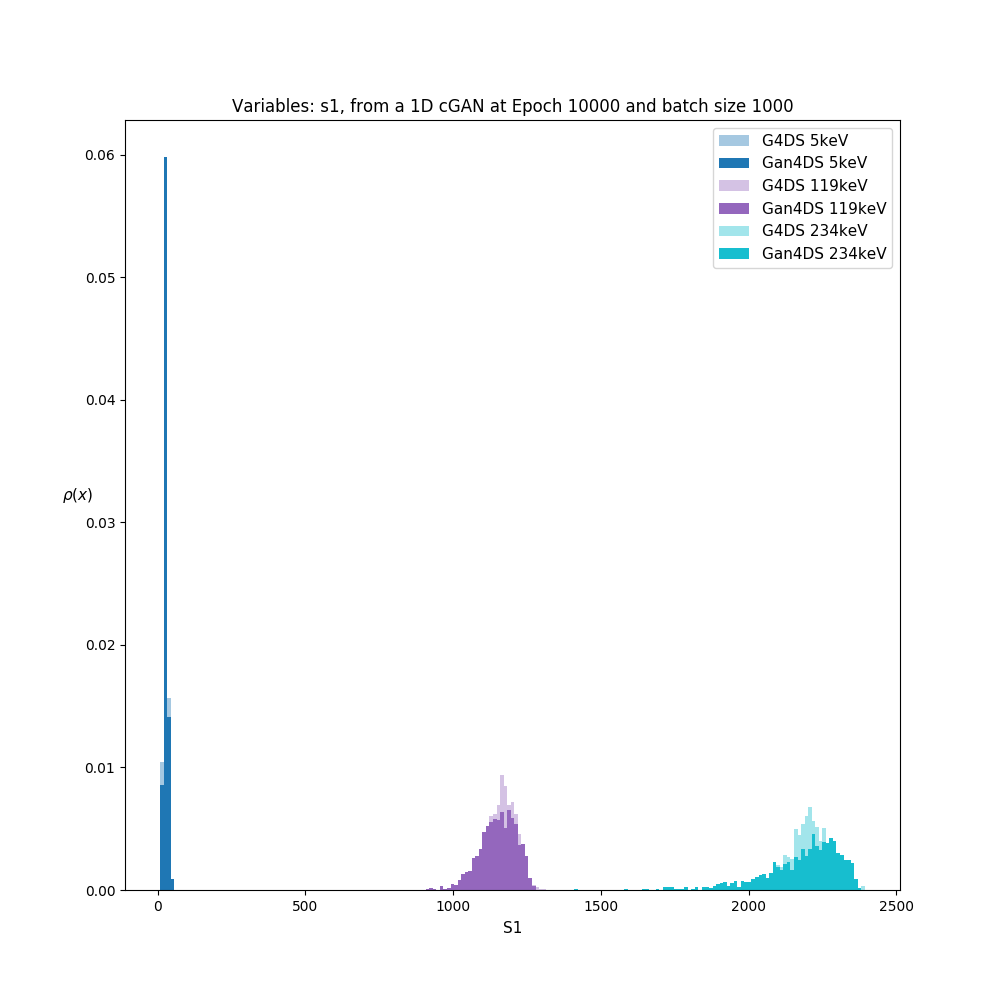 Variables: s1, from a 1D cGAN at Epoch 10000 and batch size 1000
G4DS 5keV
Gan4DS 5keV
G4DS 119keV
Gan4DS 119keV
G4DS 234keV
Gan4DS 234keV
0.06
0.05
0.04
ρ(x)
0.03
0.02
0.01
0.00
0 500 1000 1500 2000 2500
S1